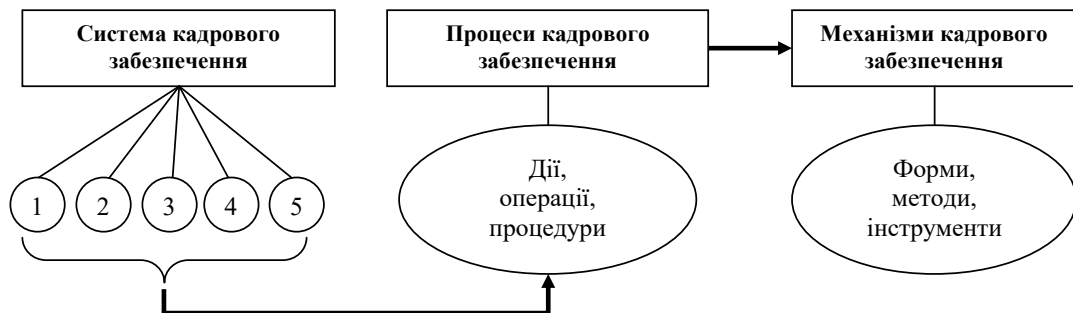 Система кадрового
забезпечення
Процеси кадрового
забезпечення
Механізми кадрового
забезпечення
1 2 3 4 5
Дії,
операції,
процедури
Форми,
методи,
інструменти